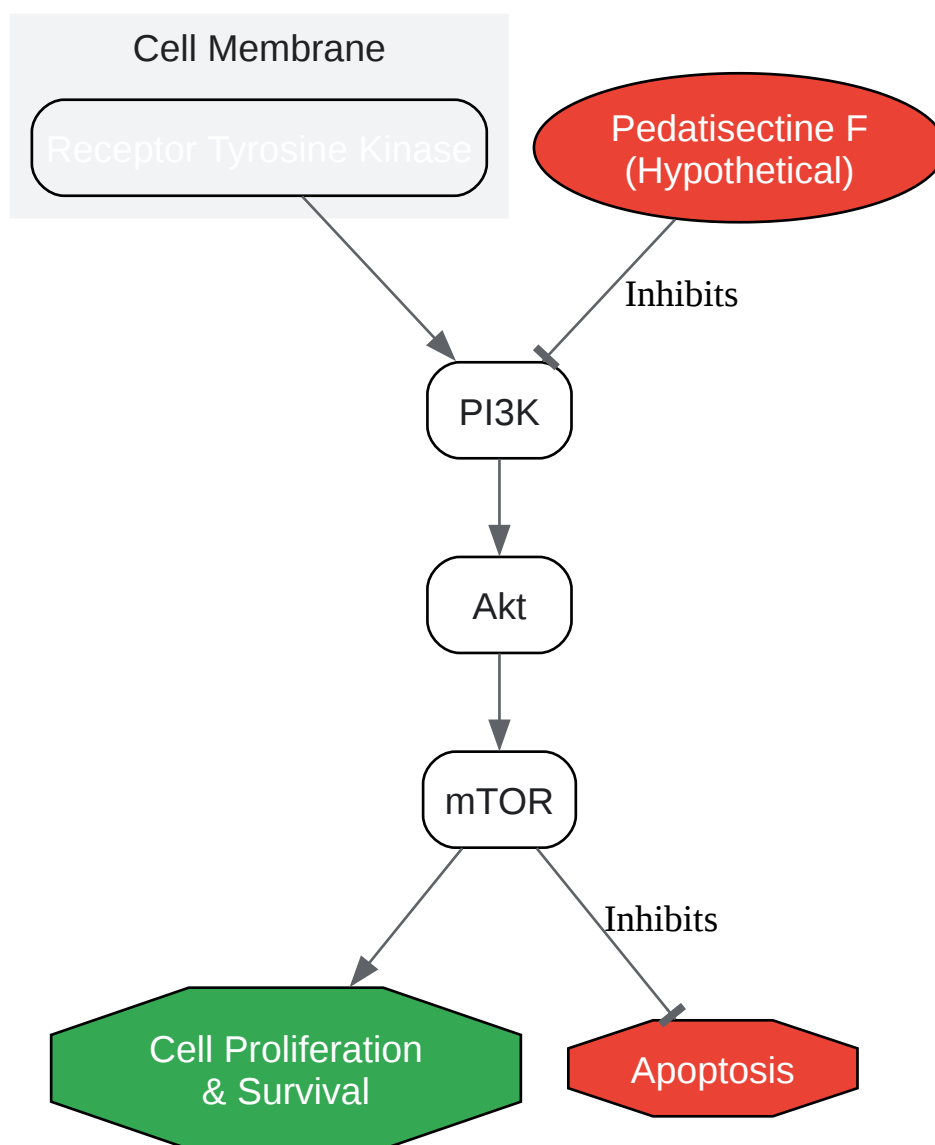 Cell Membrane
Receptor Tyrosine Kinase
Pedatisectine F
(Hypothetical)
Inhibits
PI3K
Akt
mTOR
Inhibits
Cell Proliferation
& Survival
Apoptosis